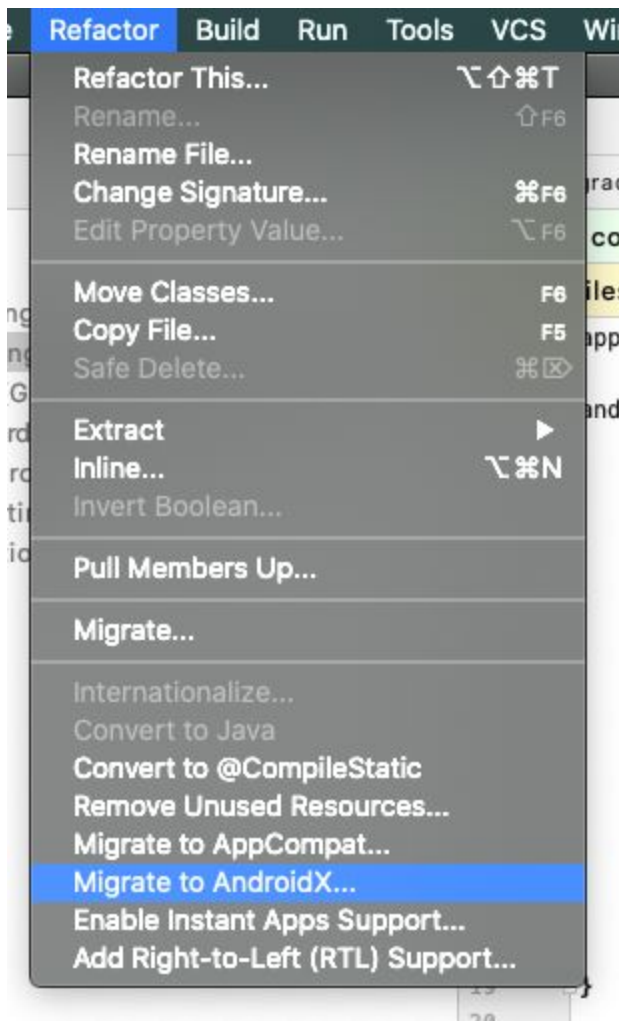 Refactor Build Run Tools VCS Wi
Refactor This... ⌥⇧⌘T
Rename... ⇧F6
Rename File...
Change Signature... ⌘F6
Edit Property Value... ⌥F6
Move Classes... F6
Copy File... F5
Safe Delete... ⌘⌦
Extract ▶
Inline... ⌥⌘N
Invert Boolean...
Pull Members Up...
Migrate...
Internationalize...
Convert to Java
Convert to @CompileStatic
Remove Unused Resources...
Migrate to AppCompat...
Migrate to AndroidX...
Enable Instant Apps Support...
Add Right-to-Left (RTL) Support...
}